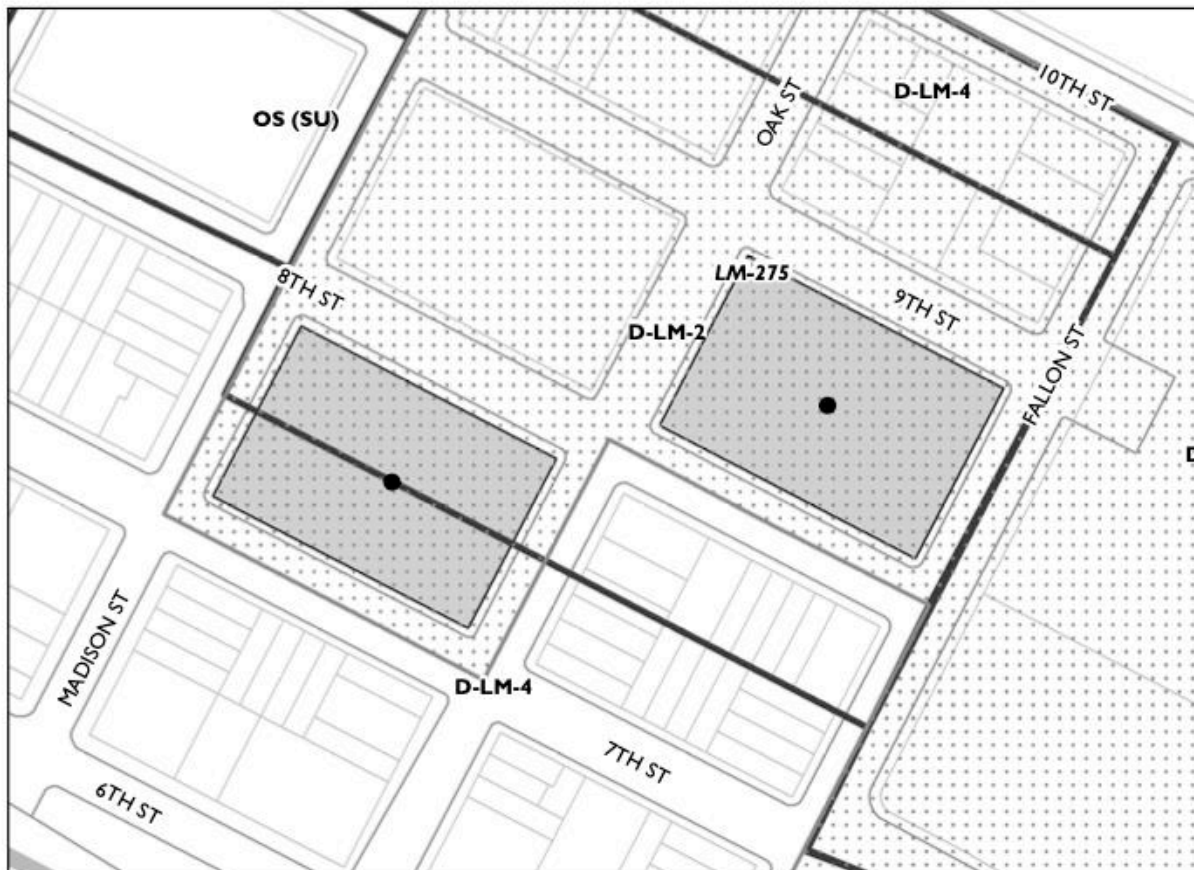 10TH ST
D-LM-4
OAK ST
OS (SU)
LM-275
8TH ST
9TH ST
D-LM-2
FALLON ST
D
MADISON ST
D-LM-4
7TH ST
6TH ST